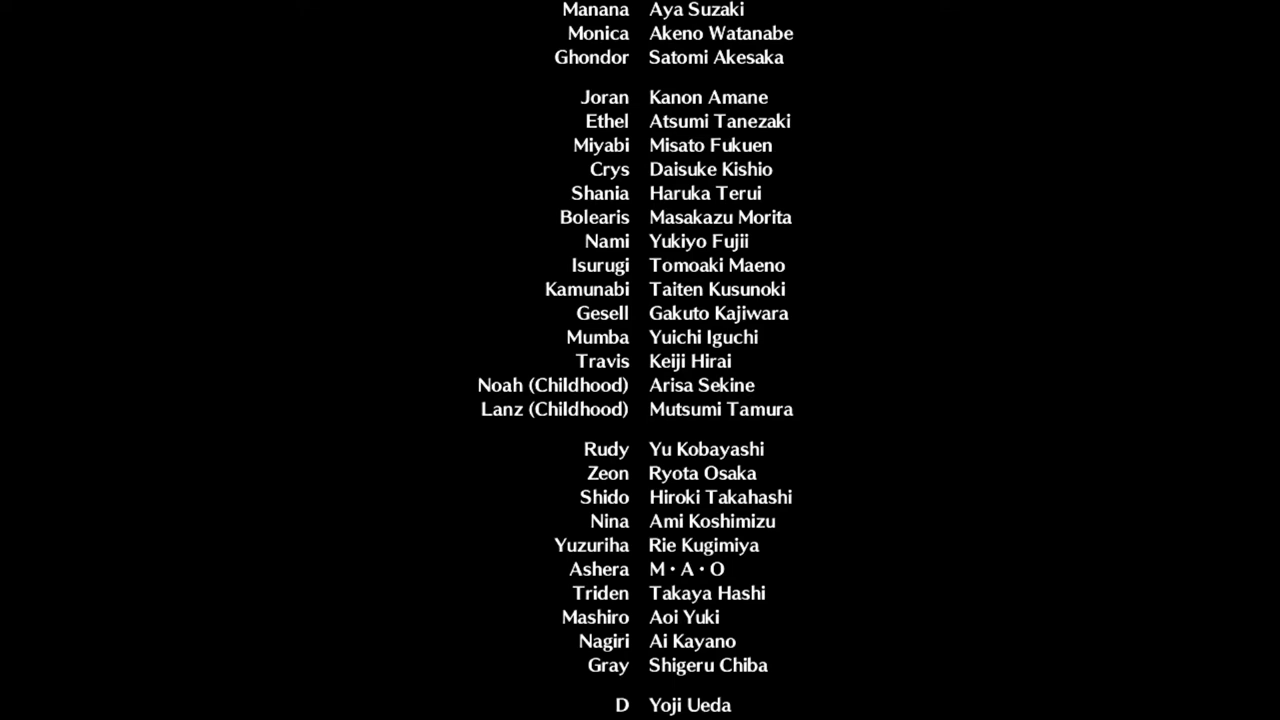 Manana Aya Suzaki
Monica Akeno Watanabe
Ghondor Satomi Akesaka
Joran Kanon Amane
Ethel Atsumi Tanezaki
Miyabi Misato Fukuen
Crys Daisuke Kishio
Shania Haruka Terui
Bolearis Masakazu Morita
Nami Yukiyo Fujii
Isurugi Tomoaki Maeno
Kamunabi Taiten Kusunoki
Gesell Gakuto Kajiwara
Mumba Yuichi Iguchi
Travis Keiji Hirai
Noah (Childhood) Arisa Sekine
Lanz (Childhood) Mutsumi Tamura
Rudy Yu Kobayashi
Zeon Ryota Osaka
Shido Hiroki Takahashi
Nina Ami Koshimizu
Yuzuriha Rie Kugimiya
Ashera M・A・O
Triden Takaya Hashi
Mashiro Aoi Yuki
Nagiri Ai Kayano
Gray Shigeru Chiba
D Yoji Ueda